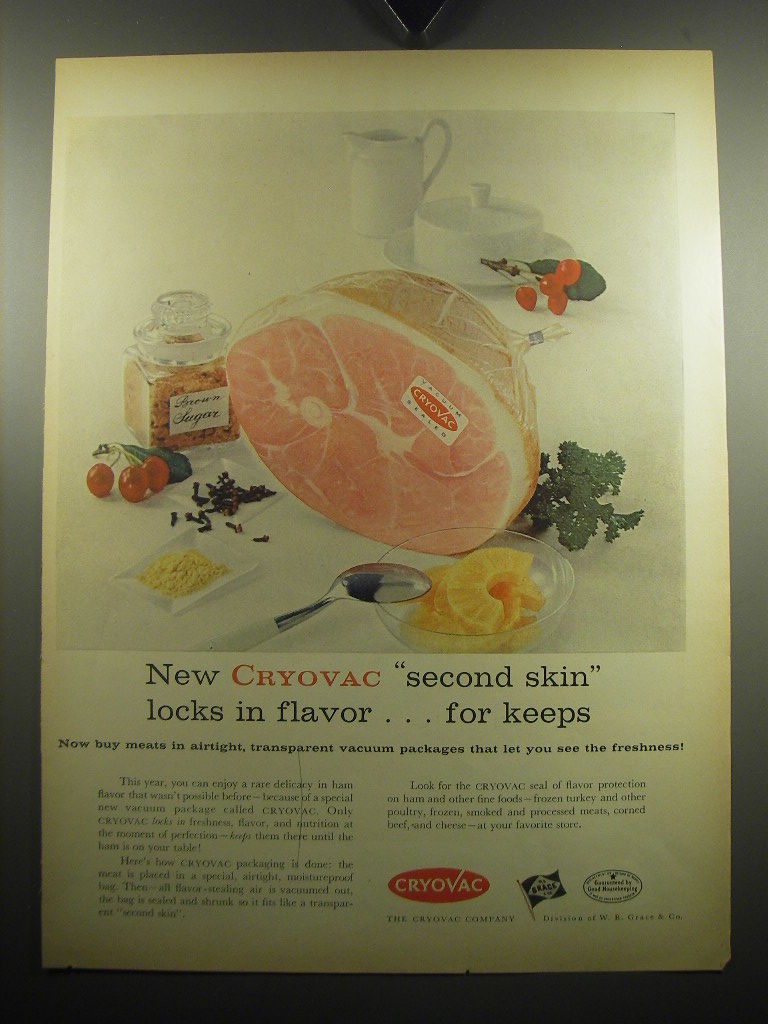 Brown
Sugar
VACUUM
CRYOVAC
SEALED
New CRYOVAC “second skin”
locks in flavor . . . for keeps
Now buy meats in airtight, transparent vacuum packages that let you see the freshness!
This year, you can enjoy a rare delicacy in ham
flavor that wasn't possible before—because of a special
new vacuum package called CRYOVAC. Only
CRYOVAC locks in freshness, flavor, and nutrition at
the moment of perfection—keeps them there until the
ham is on your table!
Here's how CRYOVAC packaging is done: the
meat is placed in a special, airtight, moistureproof
bag. Then—all flavor-stealing air is vacuumed out,
the bag is sealed and shrunk so it fits like a transpar-
ent "second skin".
Look for the CRYOVAC seal of flavor protection
on ham and other fine foods—frozen turkey and other
poultry, frozen, smoked and processed meats, corned
beef, and cheese—at your favorite store.
CRYOVAC
GRACE
Guaranteed by
Good Housekeeping
THE CRYOVAC COMPANY
Division of W. R. Grace & Co.